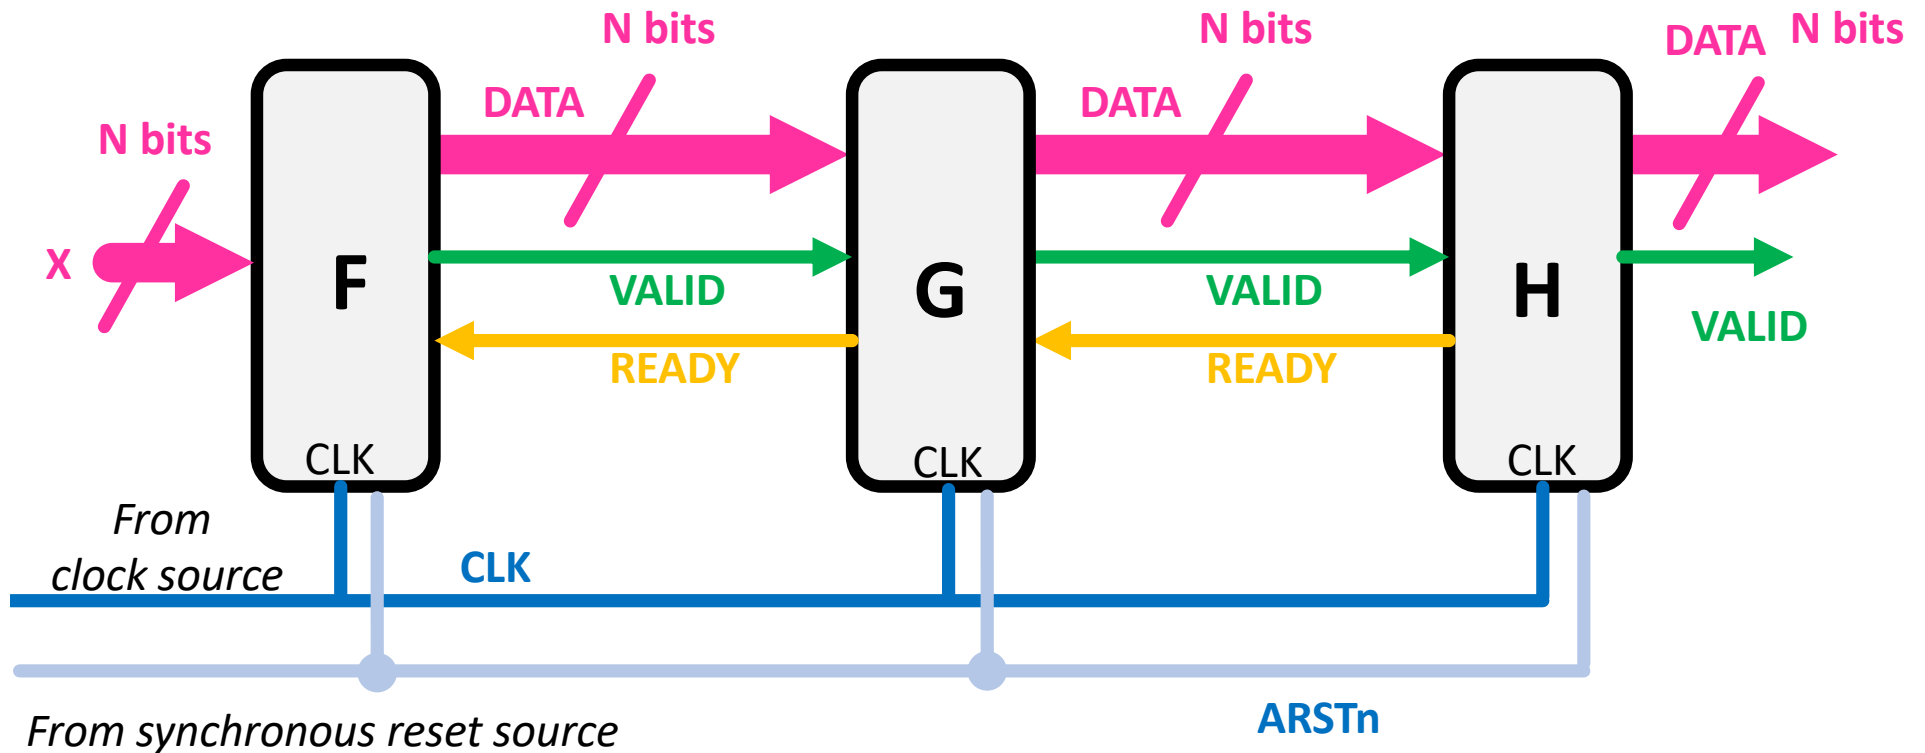 N bits
N bits
DATA
N bits
DATA
DATA
N bits
X
F
G
H
VALID
VALID
VALID
READY
READY
CLK
CLK
CLK
From
clock source
CLK
ARSTn
From synchronous reset source